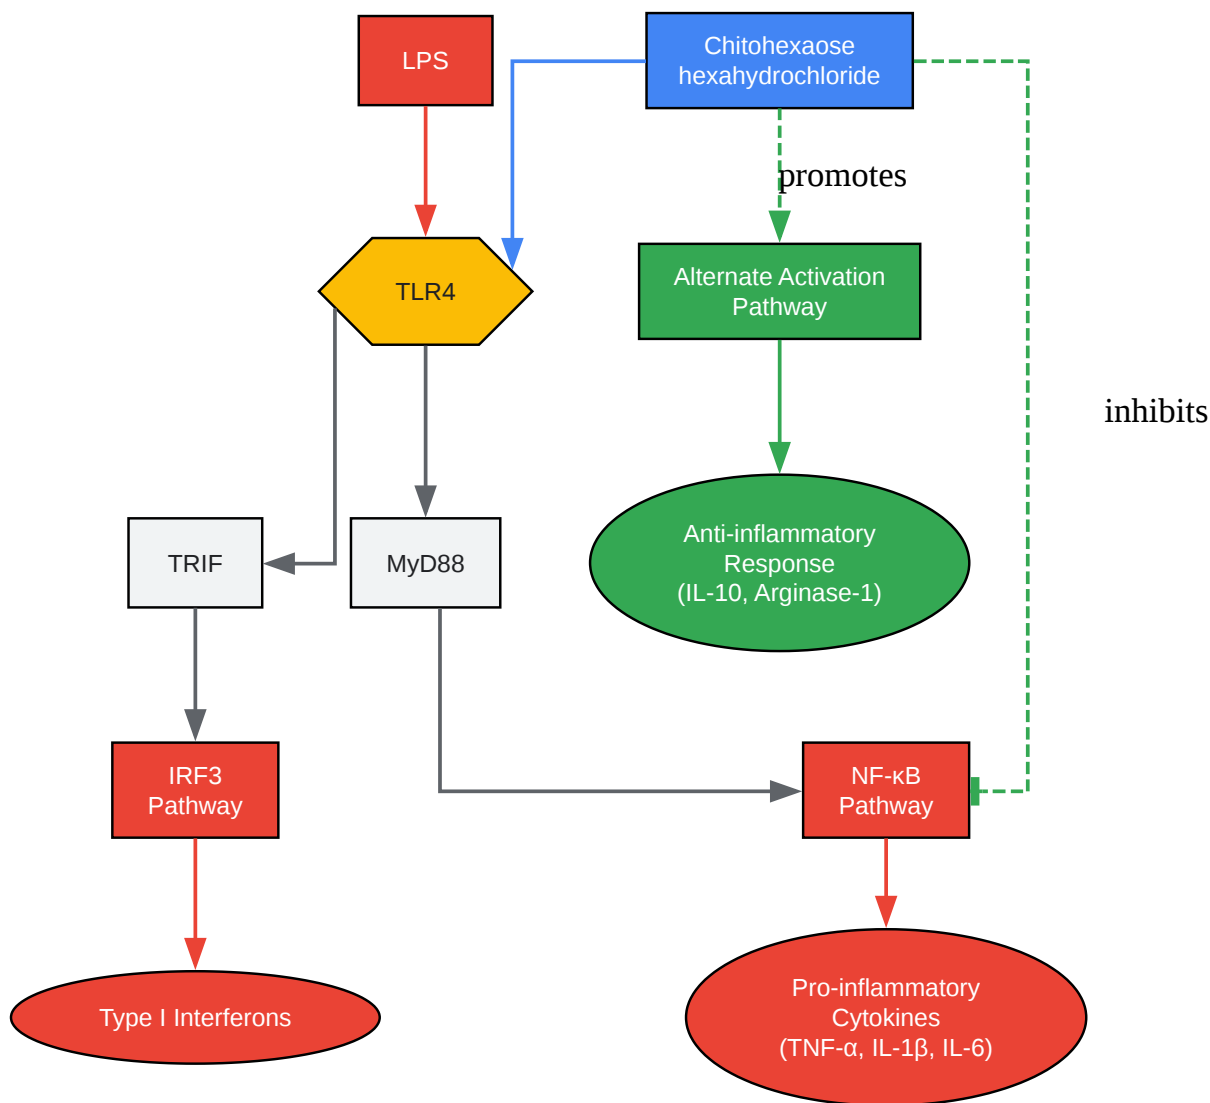 LPS
Chitohexaose
hexahydrochloride
promotes
TLR4
Alternate Activation
Pathway
inhibits
TRIF
MyD88
Anti-inflammatory
Response
(IL-10, Arginase-1)
IRF3
Pathway
NF-κB
Pathway
Type I Interferons
Pro-inflammatory
Cytokines
(TNF-α, IL-1β, IL-6)